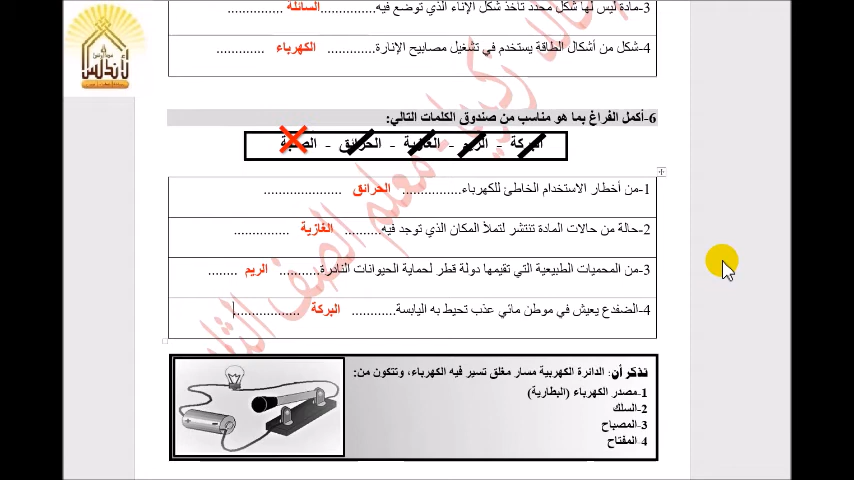 3-مادة ليس لها شكل محدد تأخذ شكل الإناء الذي توضع فيه............... السائلة ...............
4-شكل من أشكال الطاقة يستخدم في تشغيل مصابيح الإنارة............. الكهرباء .............
6-أكمل الفراغ بما هو مناسب من صندوق الكلمات التالي:
البركة - الريم - الغازية - الحرائق - الصلبة
1-من أخطار الاستخدام الخاطئ للكهرباء............... الحرائق .....................
2-حالة من حالات المادة تنتشر لتملأ المكان الذي توجد فيه.......... الغازية ...............
3-من المحميات الطبيعية التي تقيمها دولة قطر لحماية الحيوانات النادرة........... الريم ........
4-الضفدع يعيش في موطن مائي عذب تحيط به اليابسة............ البركة ..................
تذكر أن: الدائرة الكهربية مسار مغلق تسير فيه الكهرباء، وتتكون من:
1-مصدر الكهرباء (البطارية)
2-السلك
3-المصباح
4-المفتاح